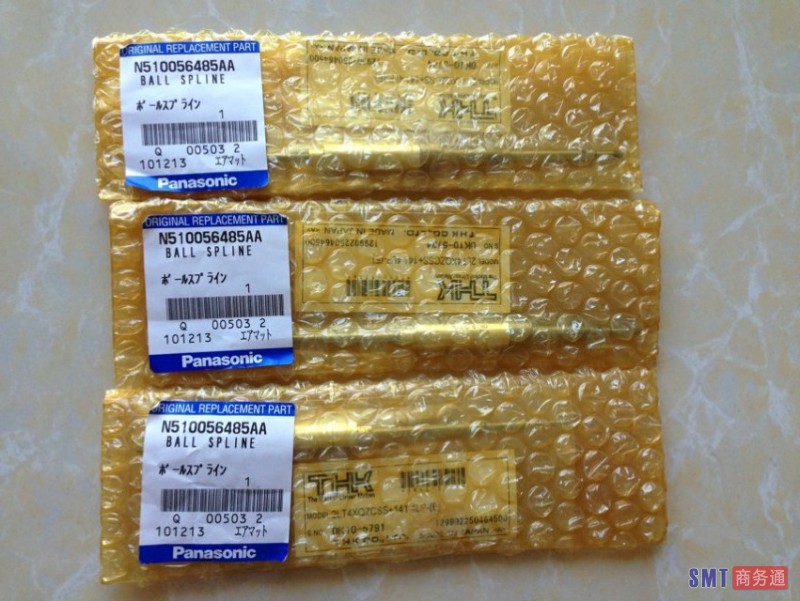 ORIGINAL REPLACEMENT PART
N510056485AA
BALL SPLINE
ボールスプライン
1
Q 00503 2
101213 エアマット
Panasonic
THK
ORIGINAL REPLACEMENT PART
N510056485AA
BALL SPLINE
ボールスプライン
1
Q 00503 2
101213 エアマット
Panasonic
THK CO.,LTD. MADE IN JAPAN
THK
ORIGINAL REPLACEMENT PART
N510056485AA
BALL SPLINE
ボールスプライン
1
Q 00503 2
101213 エアマット
Panasonic
THK
SMT 商务通